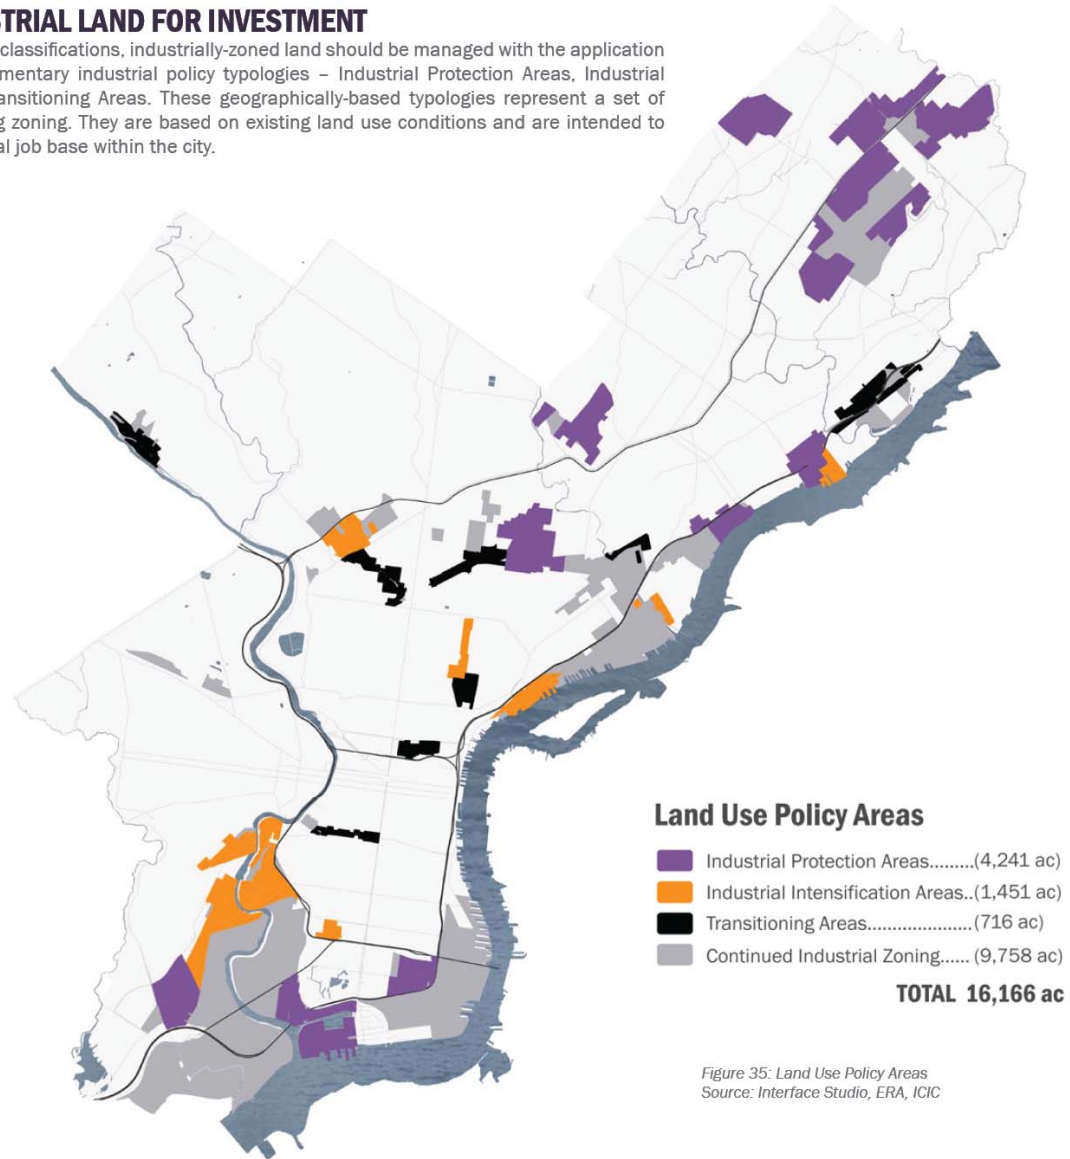 STRIAL LAND FOR INVESTMENT
classifications, industrially-zoned land should be managed with the application
mentary industrial policy typologies – Industrial Protection Areas, Industrial
ansitioning Areas. These geographically-based typologies represent a set of
g zoning. They are based on existing land use conditions and are intended to
al job base within the city.
Land Use Policy Areas
Industrial Protection Areas.........(4,241 ac)
Industrial Intensification Areas..(1,451 ac)
Transitioning Areas......................(716 ac)
Continued Industrial Zoning...... (9,758 ac)
TOTAL 16,166 ac
Figure 35: Land Use Policy Areas
Source: Interface Studio, ERA, ICIC